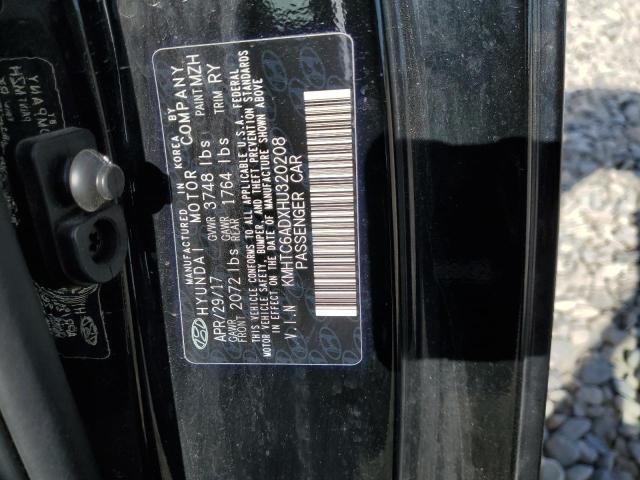 MANUFACTURED IN KOREA BY
HYUNDAI MOTOR COMPANY
APR/29/17 GVWR 3748 lbs PAINT MZH
GAWR FRONT 2072 lbs GAWR REAR 1764 lbs TRIM RY
THIS VEHICLE CONFORMS TO ALL APPLICABLE U.S.A. FEDERAL
MOTOR VEHICLE SAFETY, BUMPER, AND THEFT PREVENTION STANDARDS
IN EFFECT ON THE DATE OF MANUFACTURE SHOWN ABOVE
V.I.N KMHTC6ADXHU320208
PASSENGER CAR